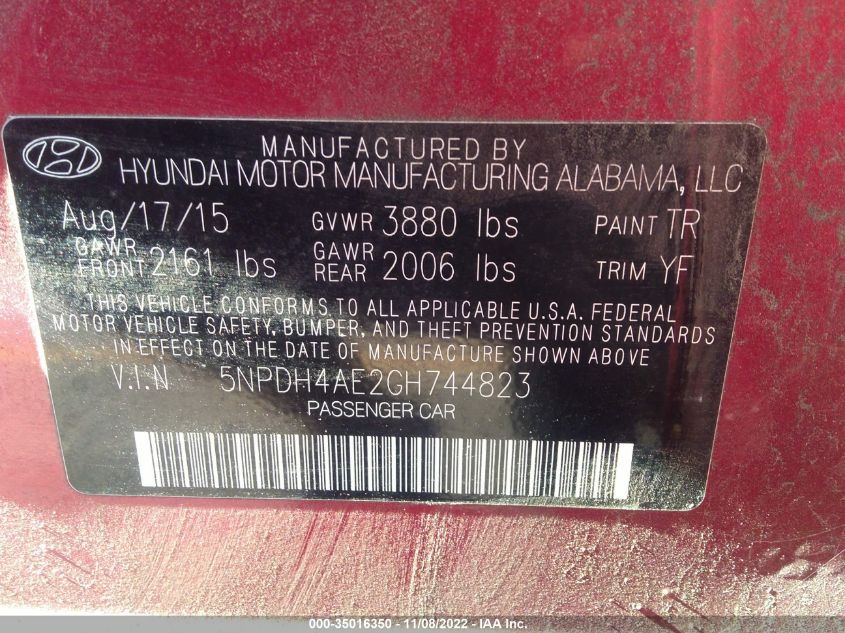 MANUFACTURED BY
HYUNDAI MOTOR MANUFACTURING ALABAMA, LLC
Aug/17/15 GVWR 3880 lbs PAINT TR
GAWR FRONT 2161 lbs GAWR REAR 2006 lbs TRIM YF
THIS VEHICLE CONFORMS TO ALL APPLICABLE U.S.A. FEDERAL
MOTOR VEHICLE SAFETY, BUMPER, AND THEFT PREVENTION STANDARDS
IN EFFECT ON THE DATE OF MANUFACTURE SHOWN ABOVE
V.I.N 5NPDH4AE2GH744823
PASSENGER CAR
000-35016350 - 11/08/2022 - IAA Inc.